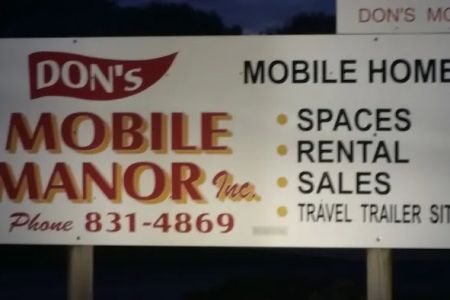 DON'S MO
DON's
MOBILE
MANOR Inc.
Phone 831-4869
MOBILE HOME
• SPACES
• RENTAL
• SALES
• TRAVEL TRAILER SIT